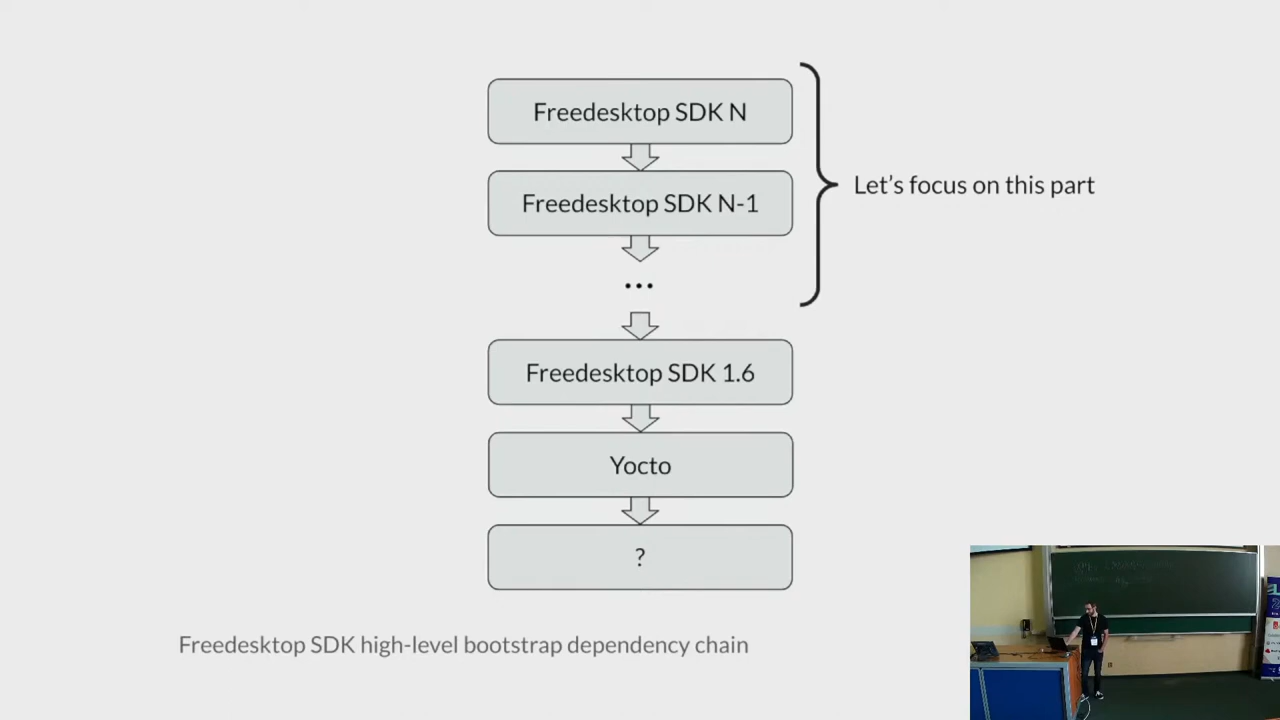 Freedesktop SDK N
Freedesktop SDK N-1
Let's focus on this part
...
Freedesktop SDK 1.6
Yocto
?
Freedesktop SDK high-level bootstrap dependency chain